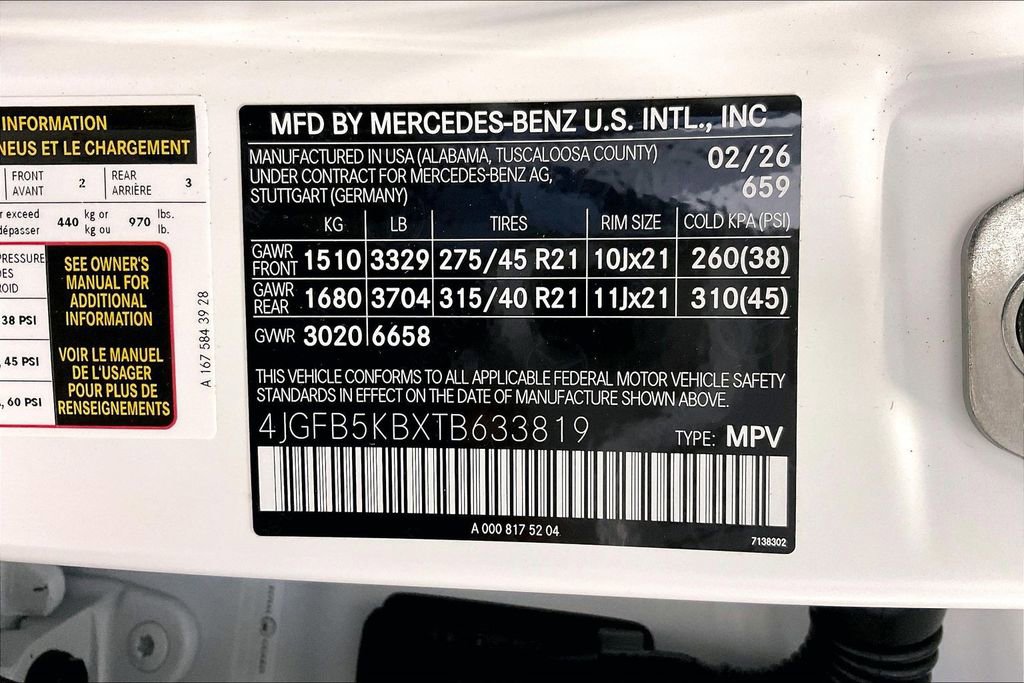 INFORMATION
NEUS ET LE CHARGEMENT
FRONT AVANT 2 REAR ARRIÈRE 3
exceed 440 kg or 970 lbs.
dépasser kg ou lb.
PRESSURE
38 PSI
45 PSI
60 PSI
SEE OWNER'S
MANUAL FOR
ADDITIONAL
INFORMATION
VOIR LE MANUEL
DE L'USAGER
POUR PLUS DE
RENSEIGNEMENTS
A 167 584 39 28
MFD BY MERCEDES-BENZ U.S. INTL., INC
MANUFACTURED IN USA (ALABAMA, TUSCALOOSA COUNTY) 02/26
UNDER CONTRACT FOR MERCEDES-BENZ AG, 659
STUTTGART (GERMANY)
KG LB TIRES RIM SIZE COLD KPA (PSI)
GAWR FRONT 1510 3329 275/45 R21 10Jx21 260(38)
GAWR REAR 1680 3704 315/40 R21 11Jx21 310(45)
GVWR 3020 6658
THIS VEHICLE CONFORMS TO ALL APPLICABLE FEDERAL MOTOR VEHICLE SAFETY
STANDARDS IN EFFECT ON THE DATE OF MANUFACTURE SHOWN ABOVE.
4JGFB5KBXTB633819 TYPE: MPV
A 000 817 52 04
7138302